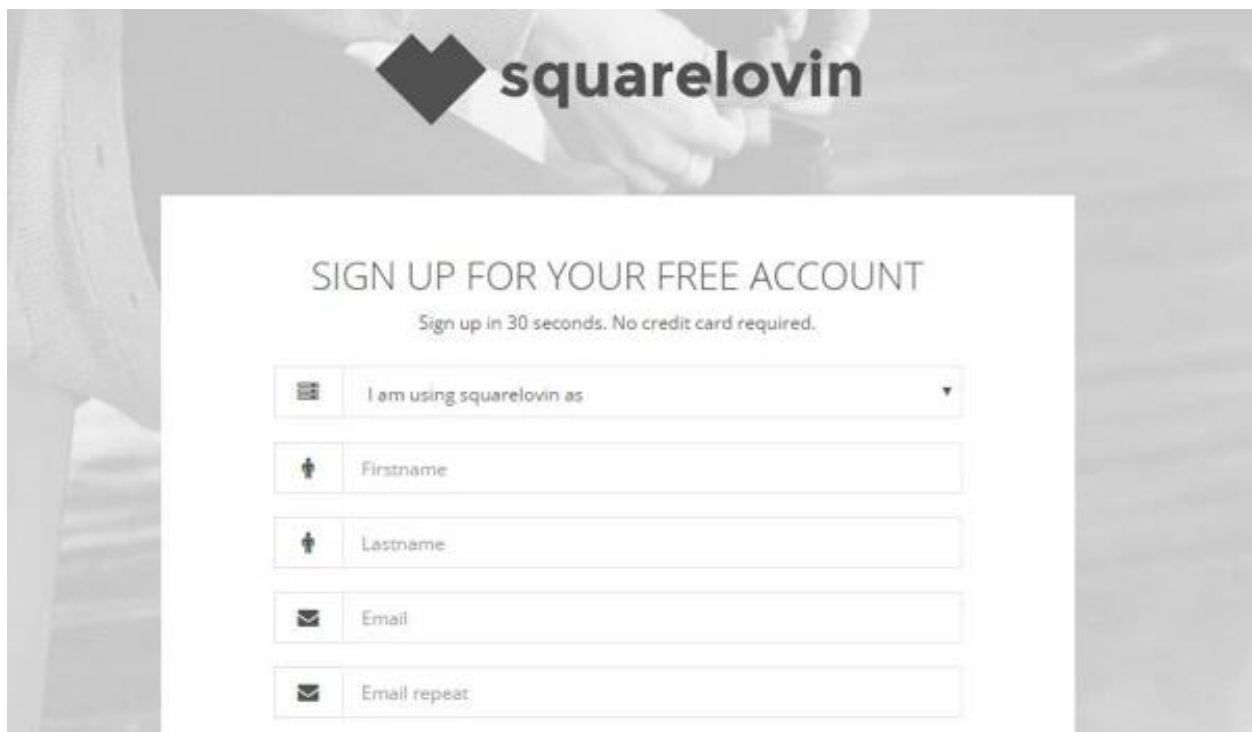 squarelovin
SIGN UP FOR YOUR FREE ACCOUNT
Sign up in 30 seconds. No credit card required.
I am using squarelovin as
Firstname
Lastname
Email
Email repeat